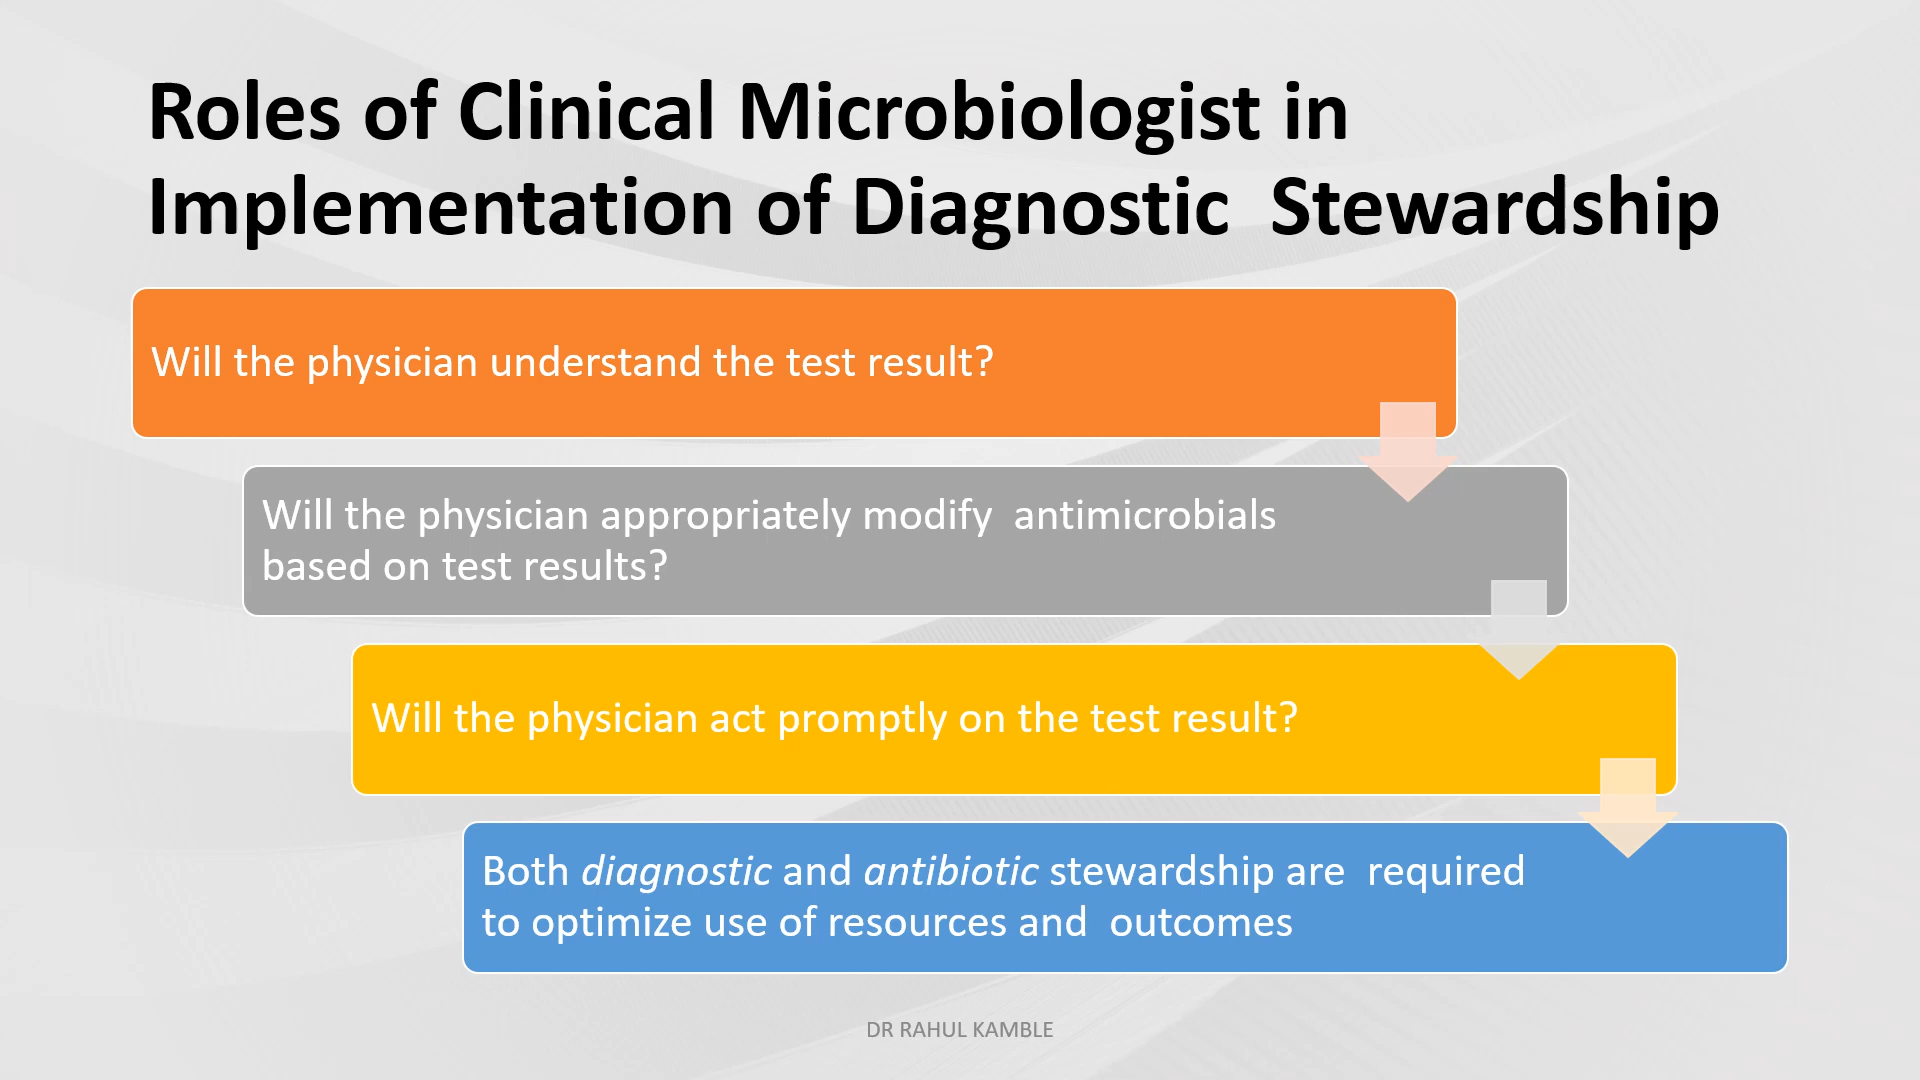 Roles of Clinical Microbiologist in
Implementation of Diagnostic  Stewardship
Will the physician understand the test result?
Will the physician appropriately modify  antimicrobials
based on test results?
Will the physician act promptly on the test result?
Both diagnostic and antibiotic stewardship are  required
to optimize use of resources and  outcomes
DR RAHUL KAMBLE